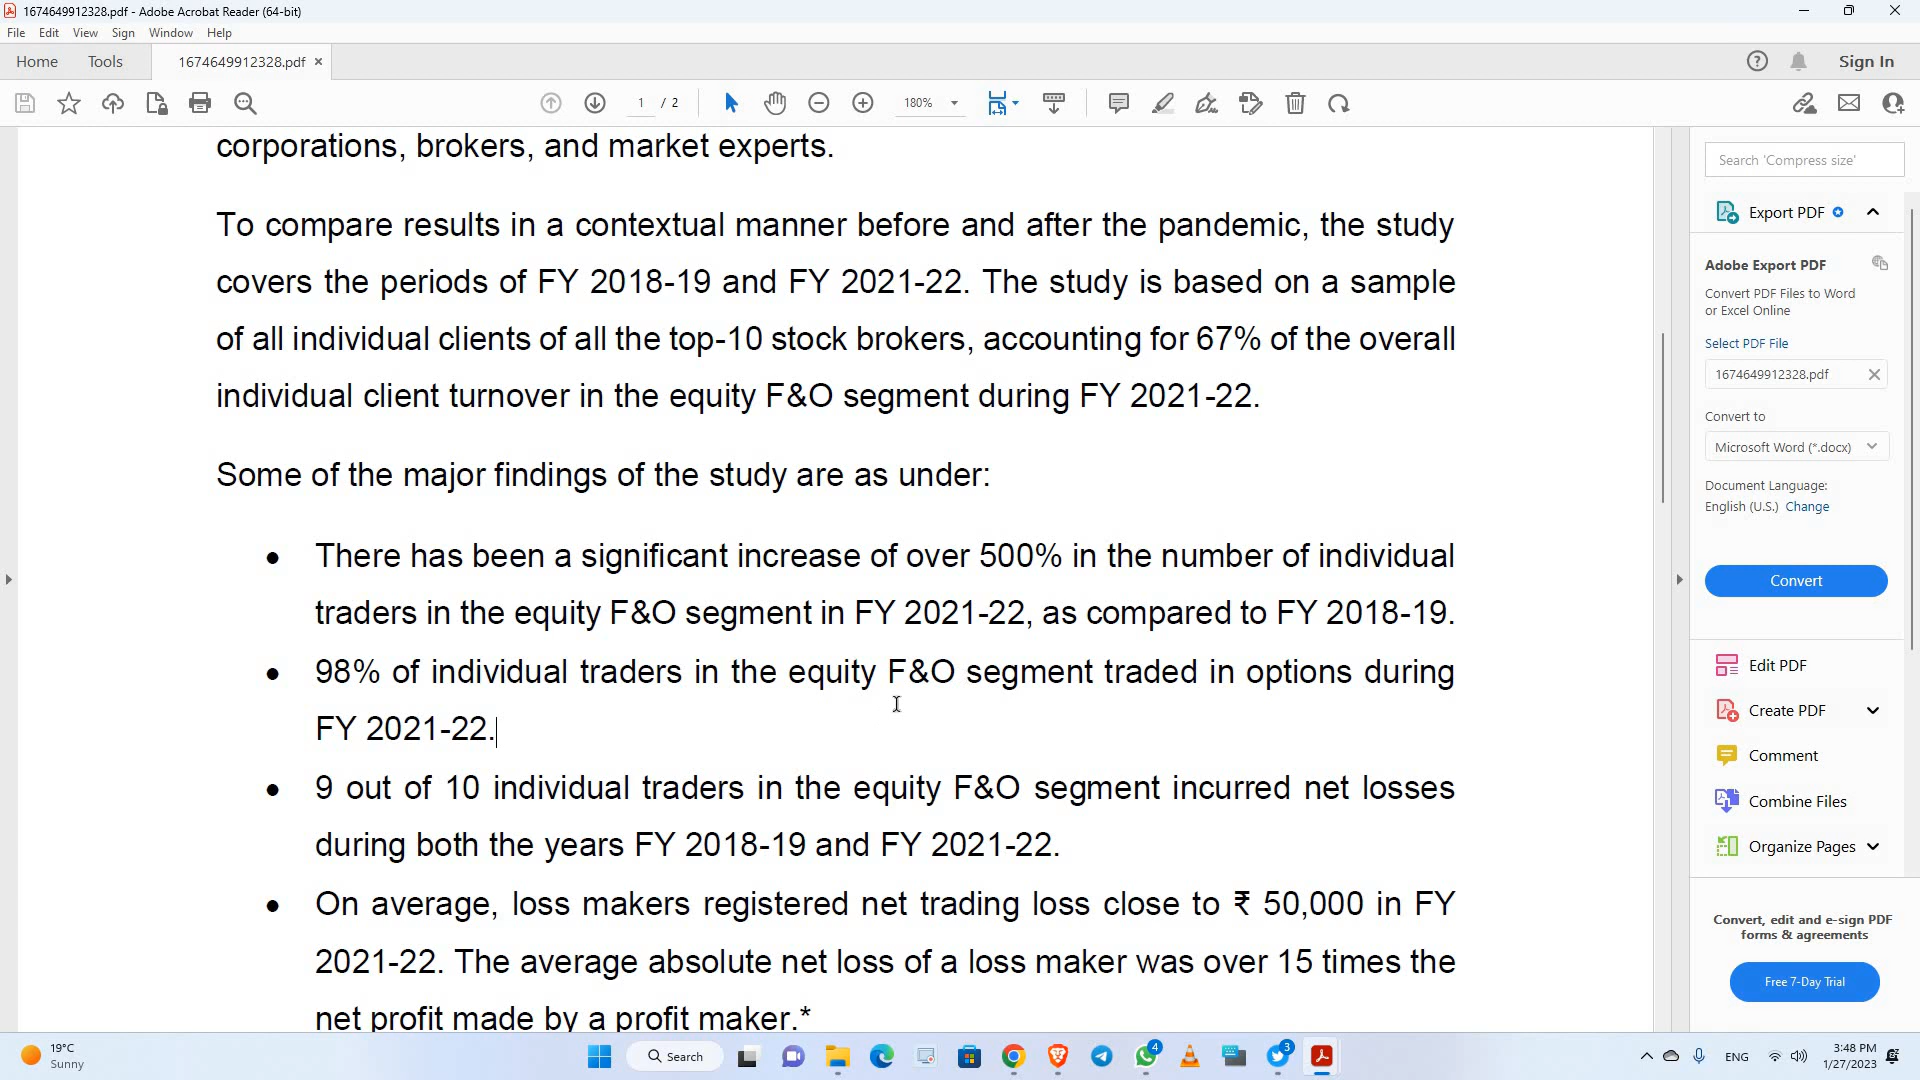 1674649912328.pdf - Adobe Acrobat Reader (64-bit)
File Edit View Sign Window Help
Home Tools 1674649912328.pdf × Sign In
1 / 2 180%
corporations, brokers, and market experts.
To compare results in a contextual manner before and after the pandemic, the study
covers the periods of FY 2018-19 and FY 2021-22. The study is based on a sample
of all individual clients of all the top-10 stock brokers, accounting for 67% of the overall
individual client turnover in the equity F&O segment during FY 2021-22.
Some of the major findings of the study are as under:
• There has been a significant increase of over 500% in the number of individual
traders in the equity F&O segment in FY 2021-22, as compared to FY 2018-19.
• 98% of individual traders in the equity F&O segment traded in options during
FY 2021-22.
• 9 out of 10 individual traders in the equity F&O segment incurred net losses
during both the years FY 2018-19 and FY 2021-22.
• On average, loss makers registered net trading loss close to ₹ 50,000 in FY
2021-22. The average absolute net loss of a loss maker was over 15 times the
net profit made by a profit maker.*
Search 'Compress size'
Export PDF
Adobe Export PDF
Convert PDF Files to Word
or Excel Online
Select PDF File
1674649912328.pdf
Convert to
Microsoft Word (*.docx)
Document Language:
English (U.S.) Change
Convert
Edit PDF
Create PDF
Comment
Combine Files
Organize Pages
Convert, edit and e-sign PDF
forms & agreements
Free 7-Day Trial
19°C
Sunny
Search
4
3
ENG
3:48 PM
1/27/2023